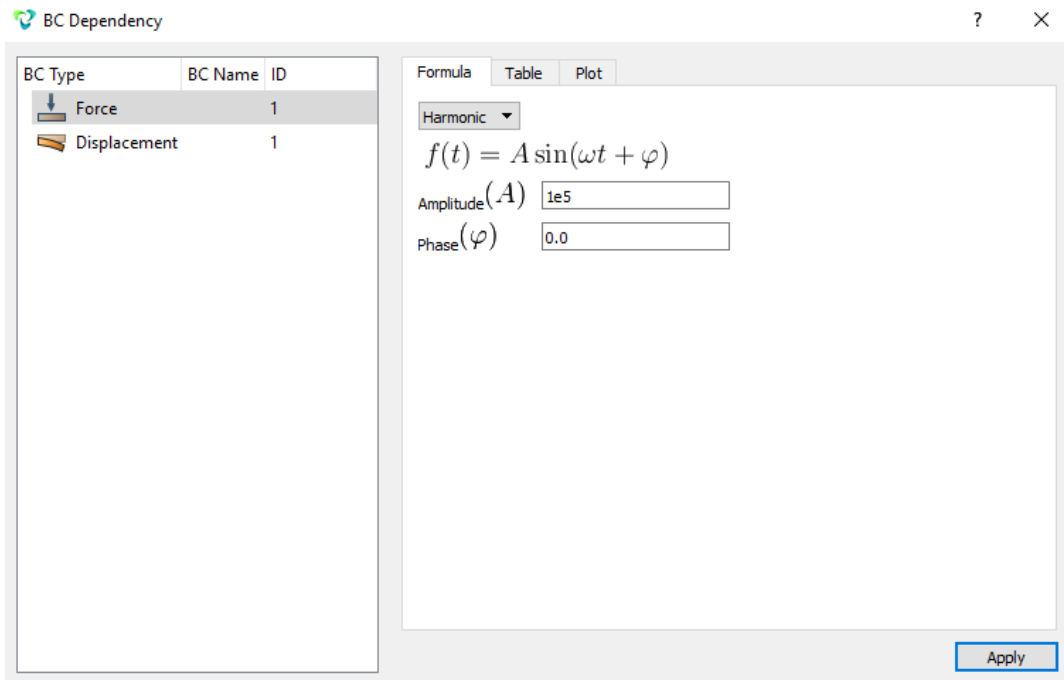 BC Dependency
?
BC Type BC Name ID
Force 1
Displacement 1
Formula Table Plot
Harmonic
f(t) = A sin(ωt + φ)
Amplitude(A) 1e5
Phase(φ) 0.0
Apply